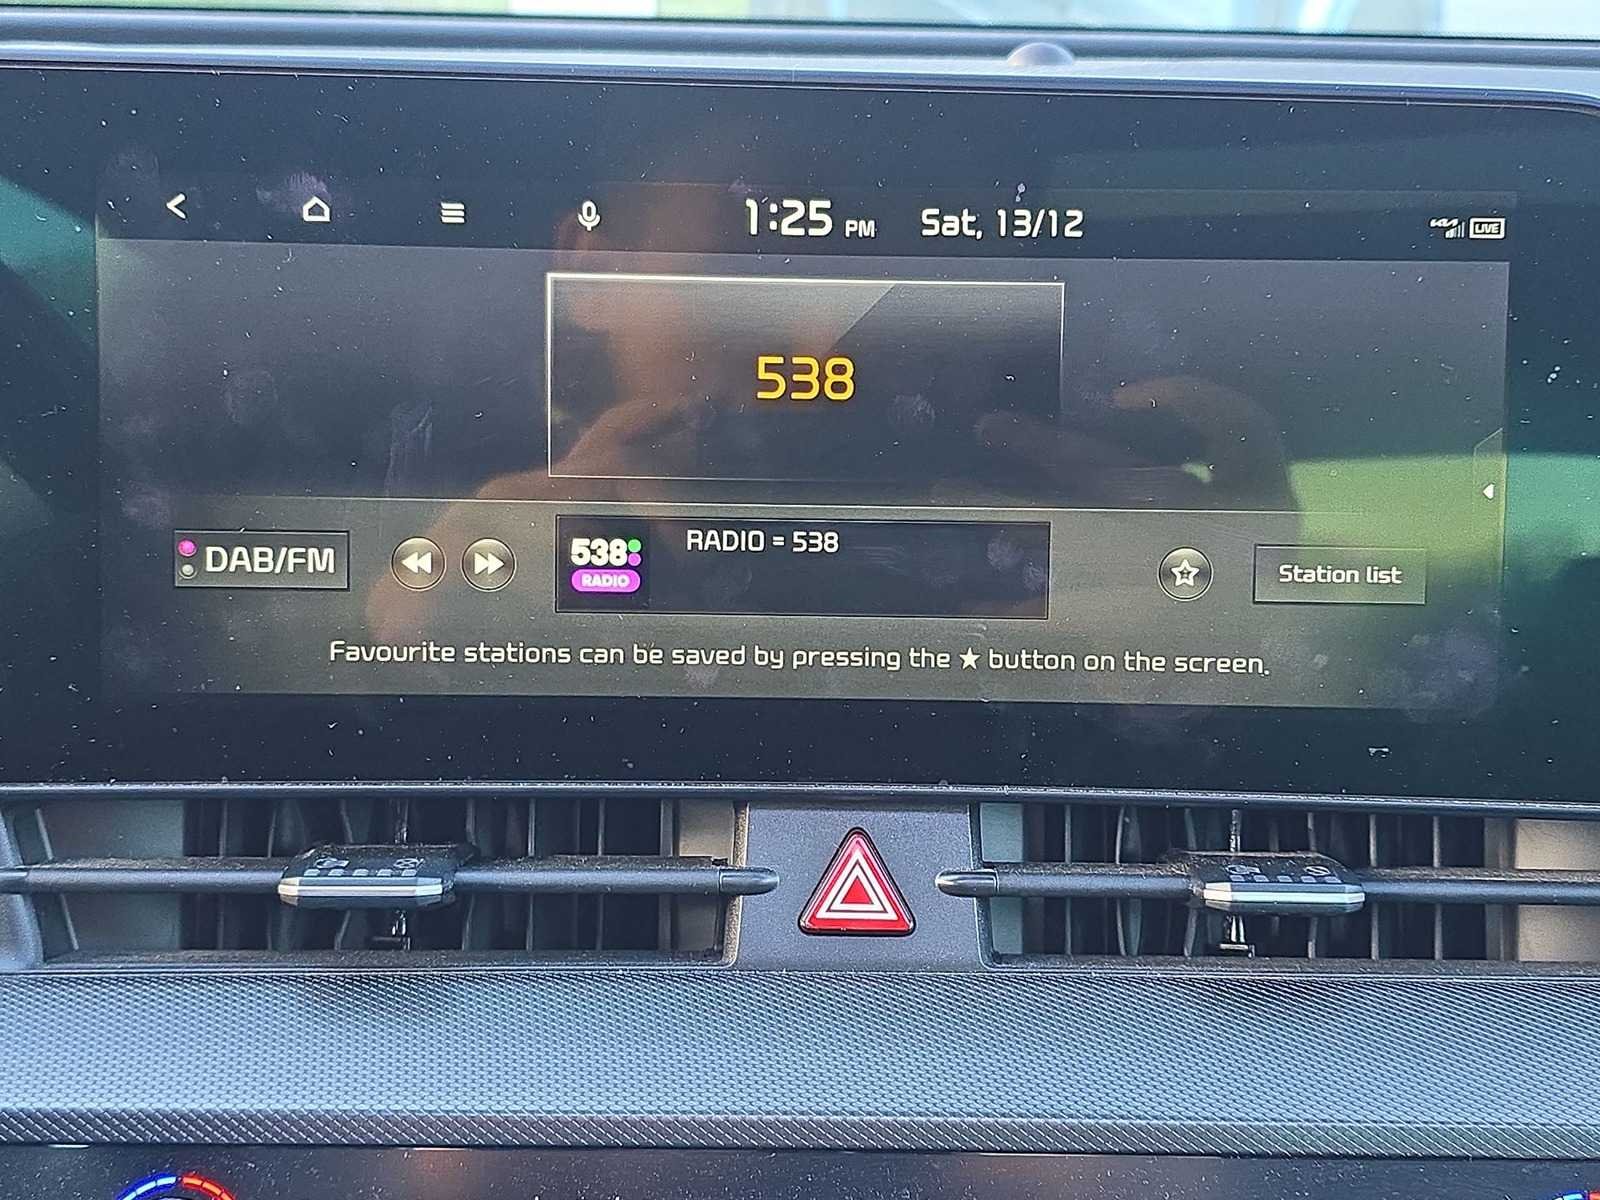 1:25 PM Sat, 13/12 KIA LIVE
538
DAB/FM 538 RADIO RADIO = 538 Station list
Favourite stations can be saved by pressing the ★ button on the screen.